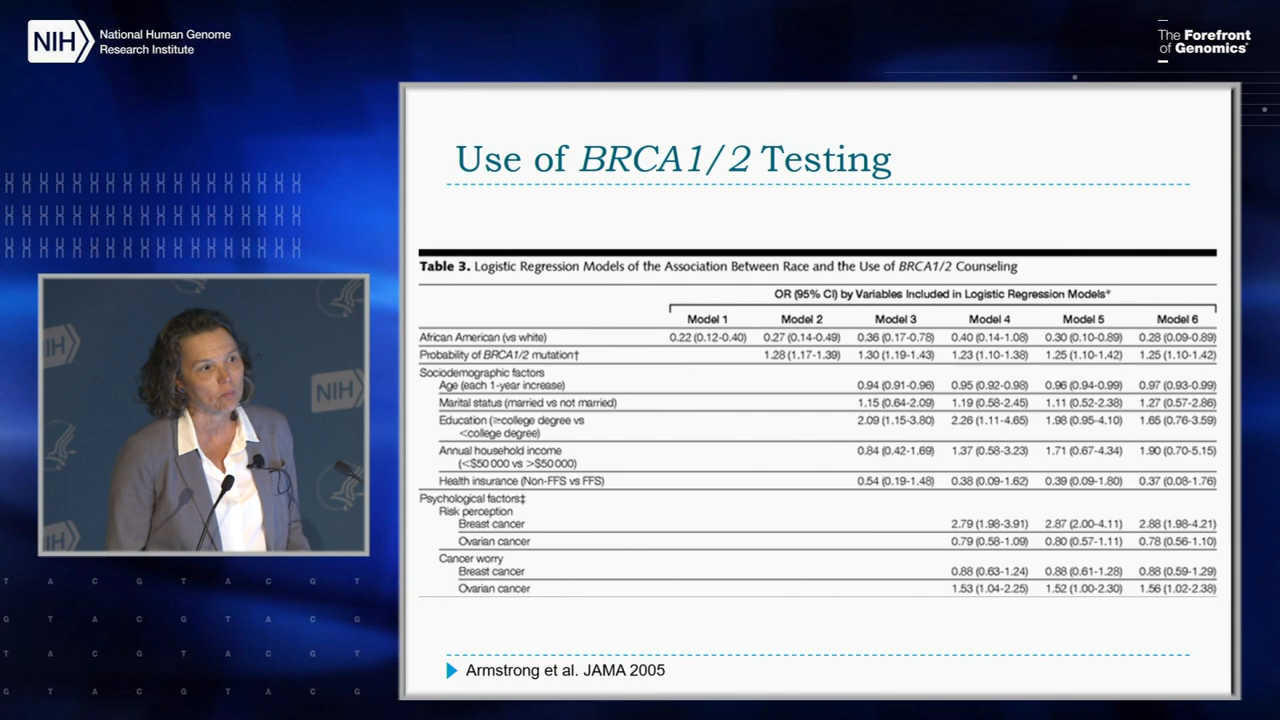 NIH National Human Genome
Research Institute
The Forefront
of Genomics®
Use of BRCA1/2 Testing
Table 3. Logistic Regression Models of the Association Between Race and the Use of BRCA1/2 Counseling
OR (95% CI) by Variables Included in Logistic Regression Models*
Model 1 Model 2 Model 3 Model 4 Model 5 Model 6
African American (vs white) 0.22 (0.12-0.40) 0.27 (0.14-0.49) 0.36 (0.17-0.78) 0.40 (0.14-1.08) 0.30 (0.10-0.89) 0.28 (0.09-0.89)
Probability of BRCA1/2 mutation† 1.28 (1.17-1.39) 1.30 (1.19-1.43) 1.23 (1.10-1.38) 1.25 (1.10-1.42) 1.25 (1.10-1.42)
Sociodemographic factors
Age (each 1-year increase) 0.94 (0.91-0.96) 0.95 (0.92-0.98) 0.96 (0.94-0.99) 0.97 (0.93-0.99)
Marital status (married vs not married) 1.15 (0.64-2.09) 1.19 (0.58-2.45) 1.11 (0.52-2.38) 1.27 (0.57-2.86)
Education (≥college degree vs 2.09 (1.15-3.80) 2.26 (1.11-4.65) 1.98 (0.95-4.10) 1.65 (0.76-3.59)
<college degree)
Annual household income 0.84 (0.42-1.69) 1.37 (0.58-3.23) 1.71 (0.67-4.34) 1.90 (0.70-5.15)
(<$50 000 vs >$50 000)
Health insurance (Non-FFS vs FFS) 0.54 (0.19-1.48) 0.38 (0.09-1.62) 0.39 (0.09-1.80) 0.37 (0.08-1.76)
Psychological factors‡
Risk perception
Breast cancer 2.79 (1.98-3.91) 2.87 (2.00-4.11) 2.88 (1.98-4.21)
Ovarian cancer 0.79 (0.58-1.09) 0.80 (0.57-1.11) 0.78 (0.56-1.10)
Cancer worry
Breast cancer 0.88 (0.63-1.24) 0.88 (0.61-1.28) 0.88 (0.59-1.29)
Ovarian cancer 1.53 (1.04-2.25) 1.52 (1.00-2.30) 1.56 (1.02-2.38)
Armstrong et al. JAMA 2005
NIH
NIH
NIH
T A C G T A C G T
G T A C G T A C G
T A C G T A C G T
G T A C G T A C G